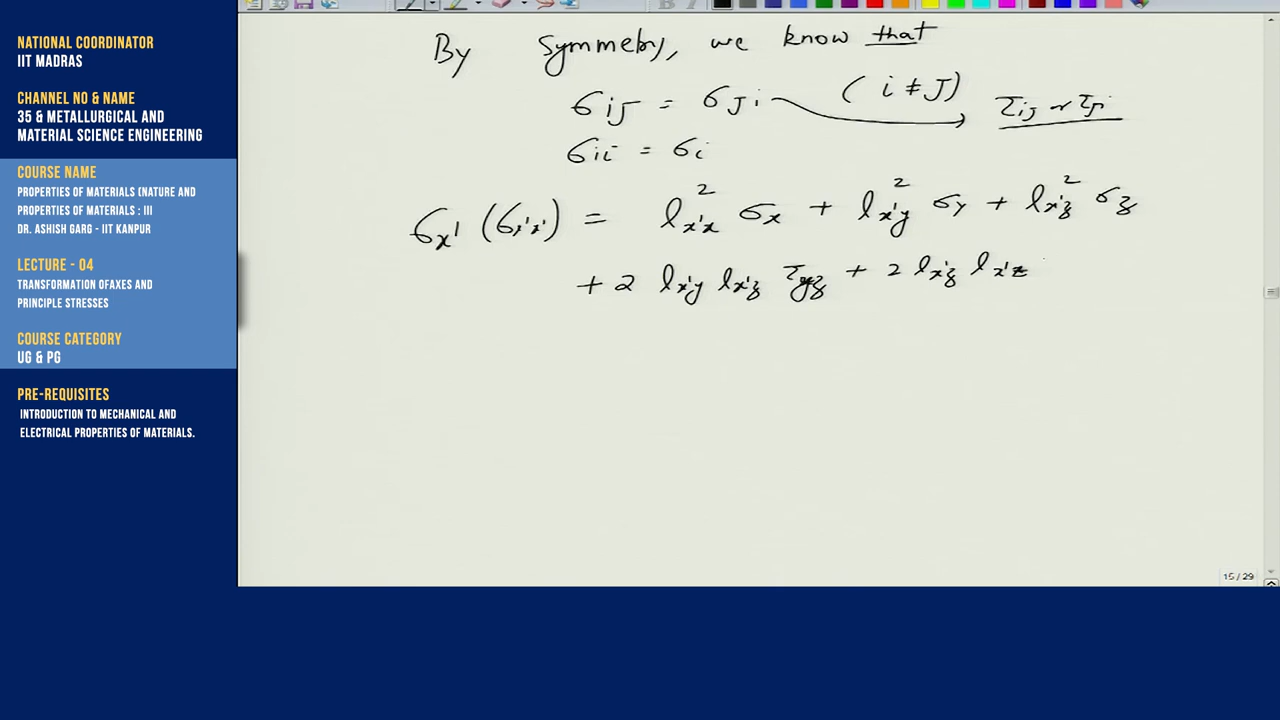 NATIONAL COORDINATOR
IIT MADRAS
CHANNEL NO & NAME
35 & METALLURGICAL AND
MATERIAL SCIENCE ENGINEERING
COURSE NAME
PROPERTIES OF MATERIALS (NATURE AND
PROPERTIES OF MATERIALS : III
DR. ASHISH GARG - IIT KANPUR
LECTURE - 04
TRANSFORMATION OFAXES AND
PRINCIPLE STRESSES
COURSE CATEGORY
UG & PG
PRE-REQUISITES
INTRODUCTION TO MECHANICAL AND
ELECTRICAL PROPERTIES OF MATERIALS.
By Symmetry, we know that
σij = σji (i ≠ j) τij or τji
σii = σi
σx' (σx'x') = l²x'x σx + l²x'y σy + l²x'z σz
+ 2 lx'y lx'z τyz + 2 lx'z lx'x
15 / 29